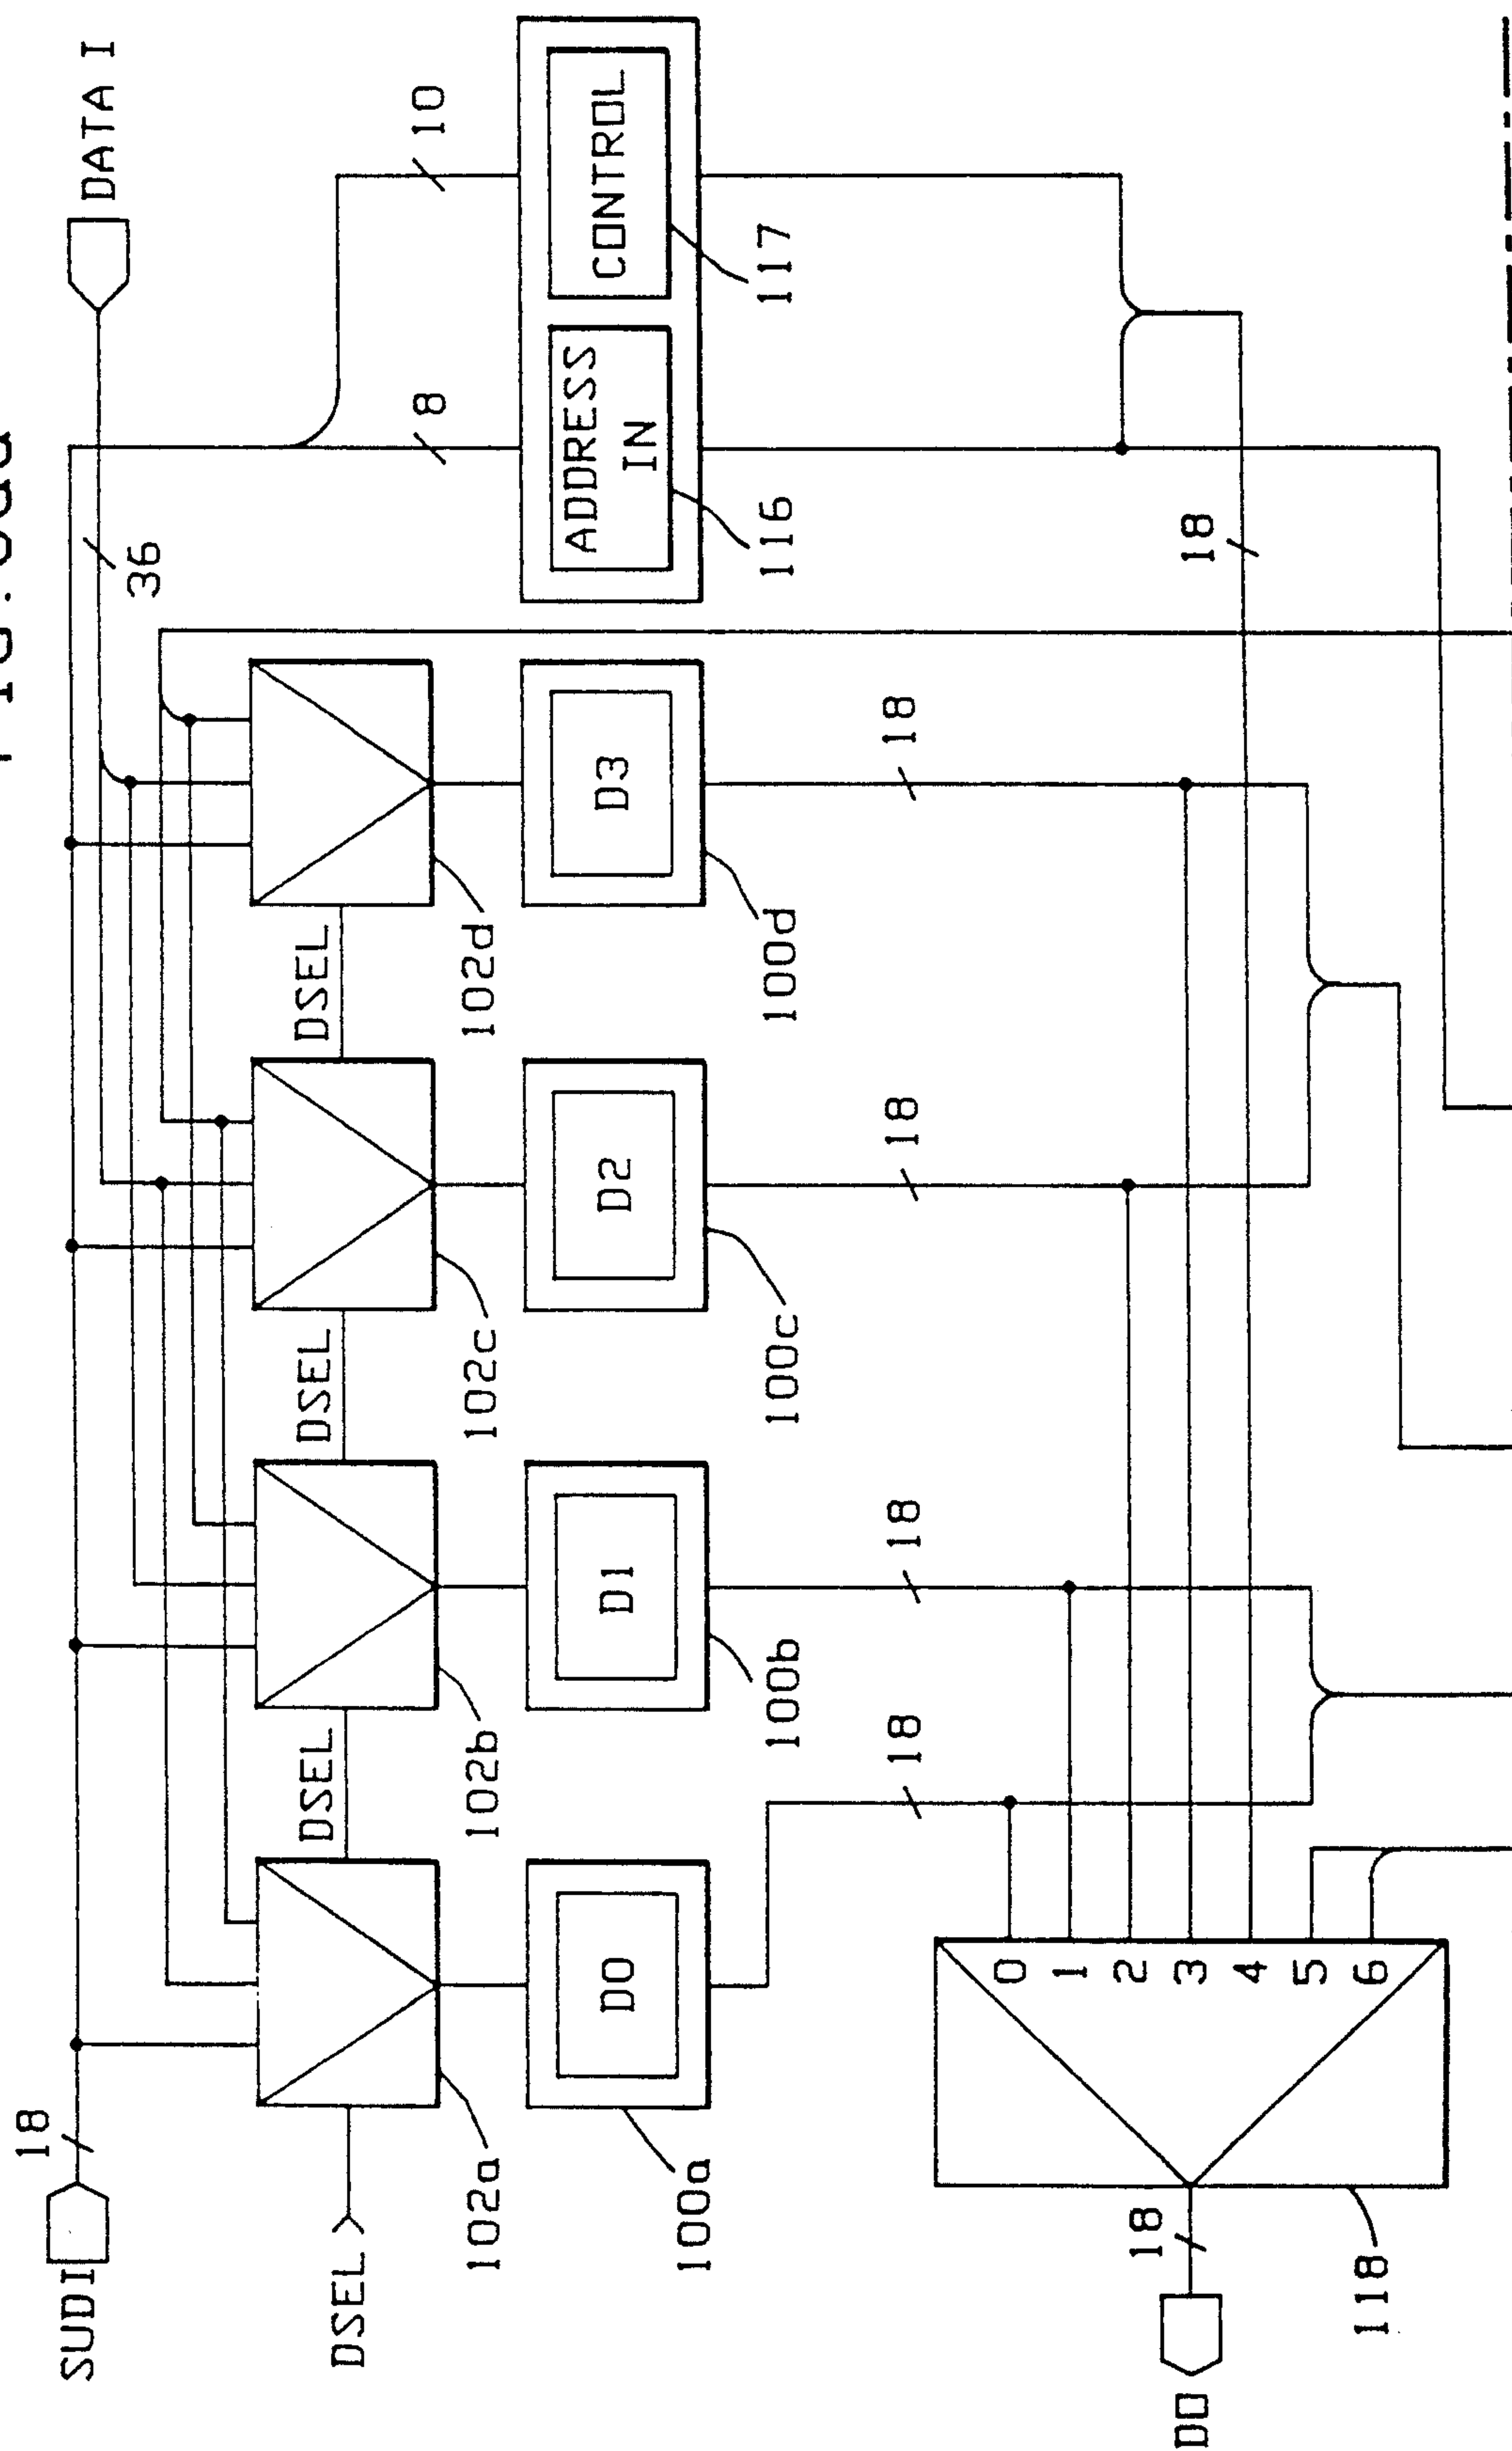 SUDI
18
DATA I
36
DSEL
DSEL
DSEL
DSEL
102a
102b
102c
102d
8
10
D0
D1
D2
D3
ADDRESS
IN
CONTROL
100a
100b
100c
100d
116
117
18
18
18
18
18
0
1
2
3
4
5
6
18
DO
118